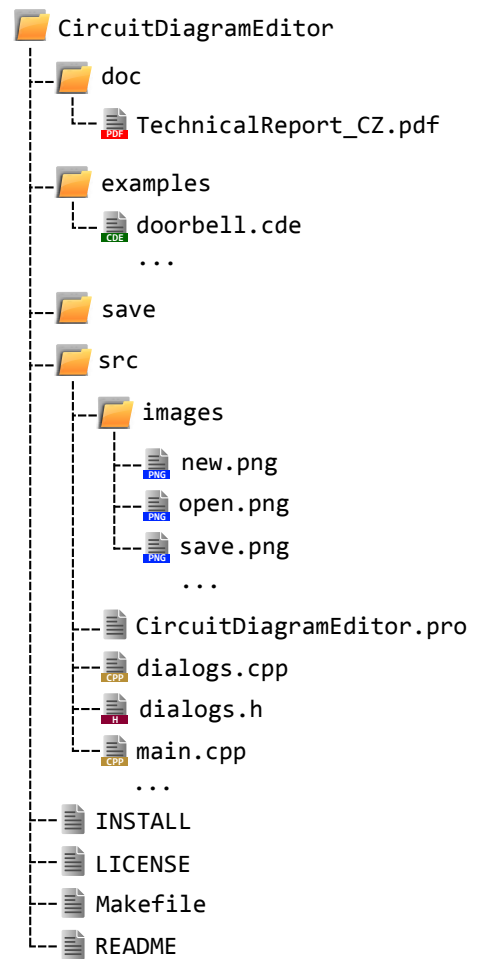 CircuitDiagramEditor
doc
PDF TechnicalReport_CZ.pdf
examples
CDE doorbell.cde
...
save
src
images
PNG new.png
PNG open.png
PNG save.png
...
CircuitDiagramEditor.pro
CPP dialogs.cpp
H dialogs.h
CPP main.cpp
...
INSTALL
LICENSE
Makefile
README